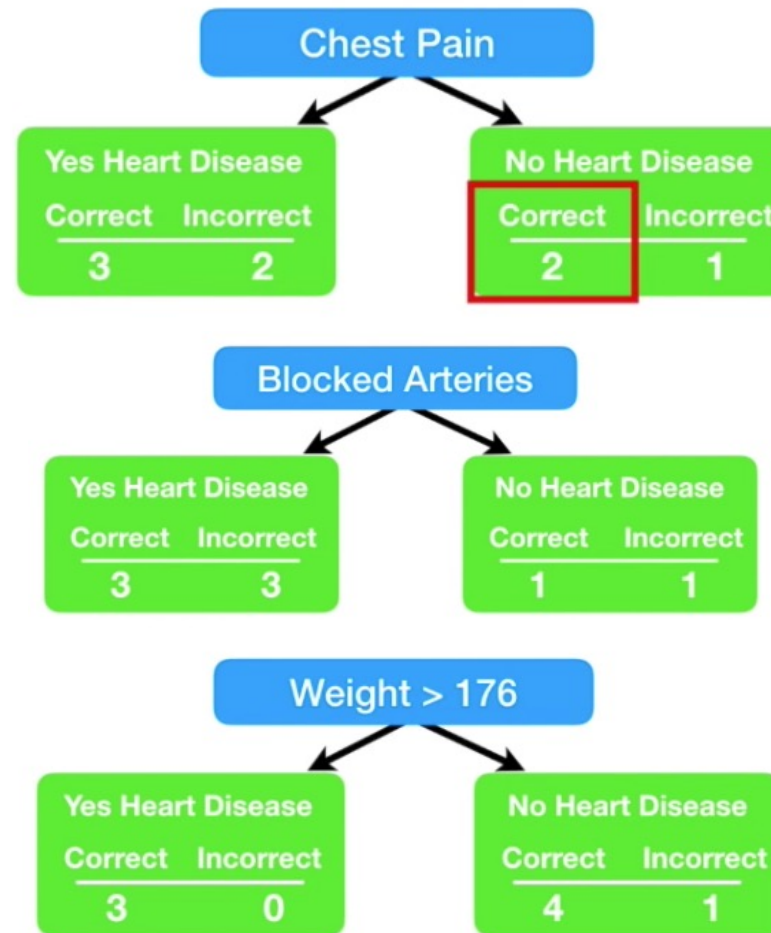 Chest Pain
Yes Heart Disease
Correct Incorrect
3 2
No Heart Disease
Correct Incorrect
2 1
Blocked Arteries
Yes Heart Disease
Correct Incorrect
3 3
No Heart Disease
Correct Incorrect
1 1
Weight > 176
Yes Heart Disease
Correct Incorrect
3 0
No Heart Disease
Correct Incorrect
4 1